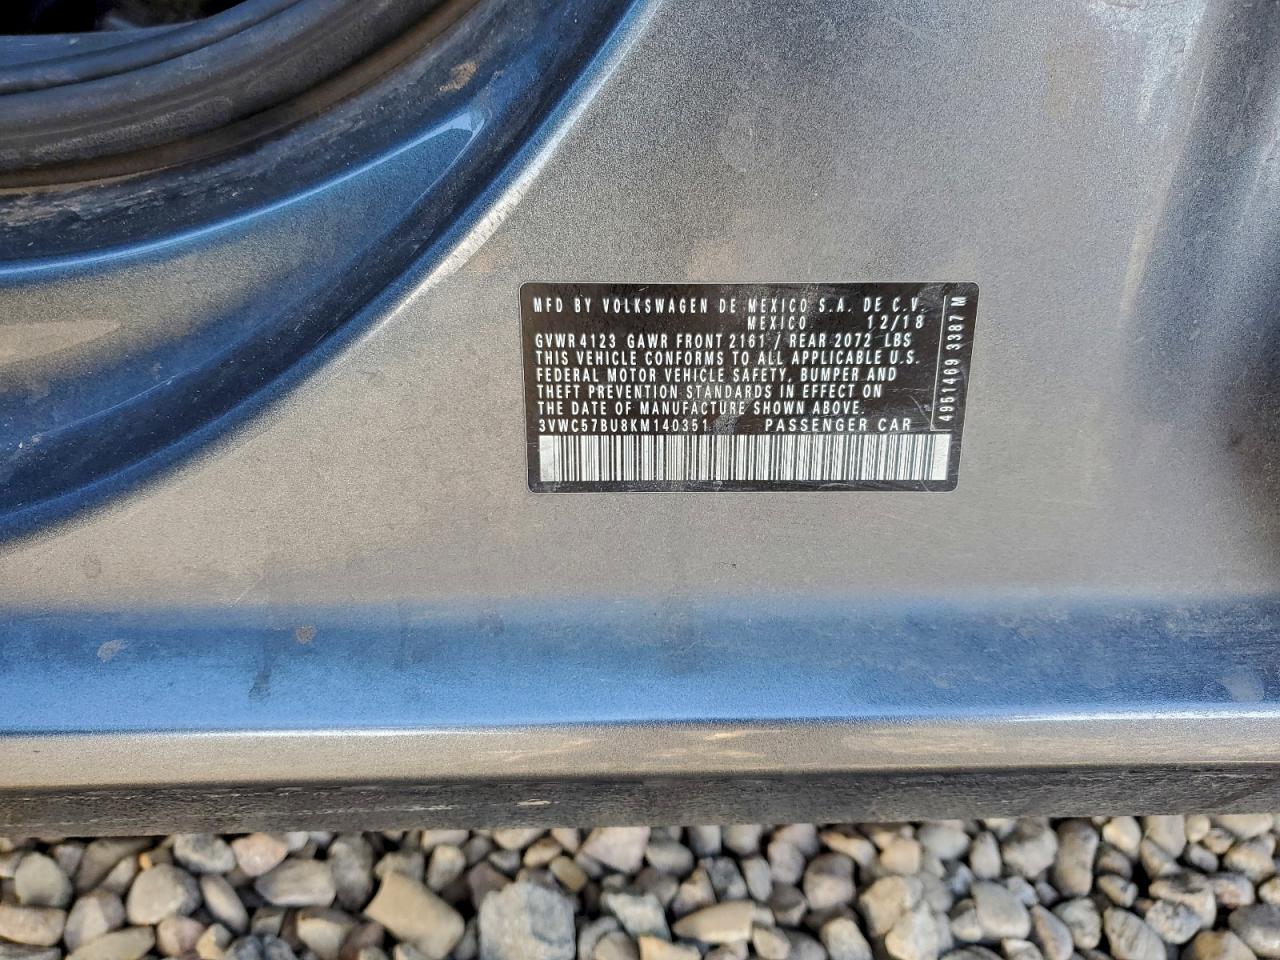 MFD BY VOLKSWAGEN DE MEXICO S.A. DE C.V.
MEXICO 12/18
GVWR 4123 GAWR FRONT 2161 / REAR 2072 LBS
THIS VEHICLE CONFORMS TO ALL APPLICABLE U.S.
FEDERAL MOTOR VEHICLE SAFETY, BUMPER AND
THEFT PREVENTION STANDARDS IN EFFECT ON
THE DATE OF MANUFACTURE SHOWN ABOVE.
3VWC57BU8KM140351 PASSENGER CAR
4951469 3387 M